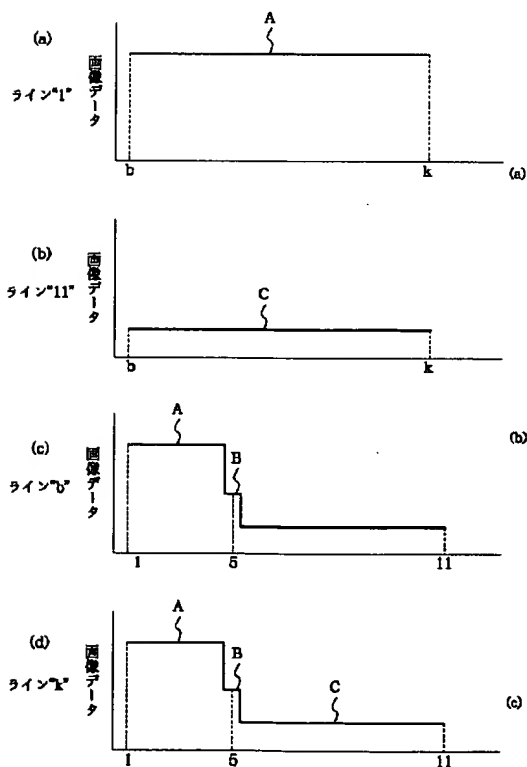 (a)
ライン"1"
画像データ
A
b
k
(a)
(b)
ライン"11"
画像データ
C
b
k
(c)
ライン"b"
画像データ
A
B
(b)
1
5
11
(d)
ライン"k"
画像データ
A
B
C
(c)
1
5
11